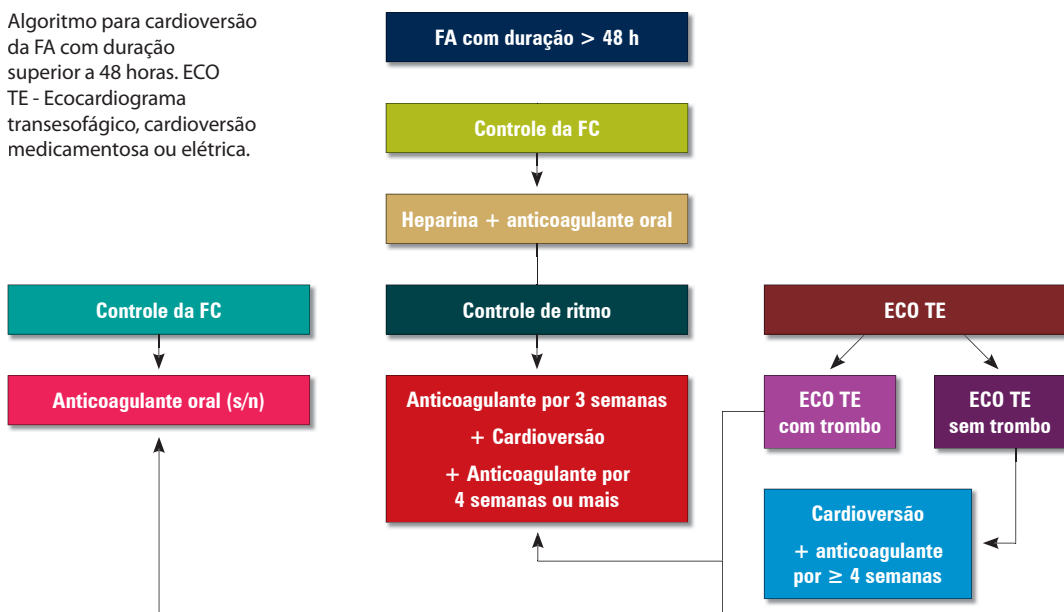 Algoritmo para cardioversão
da FA com duração
superior a 48 horas. ECO
TE - Ecocardiograma
transesofágico, cardioversão
medicamentosa ou elétrica.
FA com duração > 48 h
Controle da FC
Heparina + anticoagulante oral
Controle da FC
Controle de ritmo
ECO TE
Anticoagulante oral (s/n)
Anticoagulante por 3 semanas
+ Cardioversão
+ Anticoagulante por
4 semanas ou mais
ECO TE
com trombo
ECO TE
sem trombo
Cardioversão
+ anticoagulante
por ≥ 4 semanas